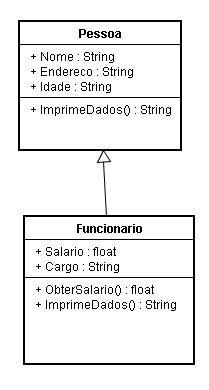 Pessoa
+ Nome : String
+ Endereco : String
+ Idade : String
+ ImprimeDados() : String
Funcionario
+ Salario : float
+ Cargo : String
+ ObterSalario() : float
+ ImprimeDados() : String